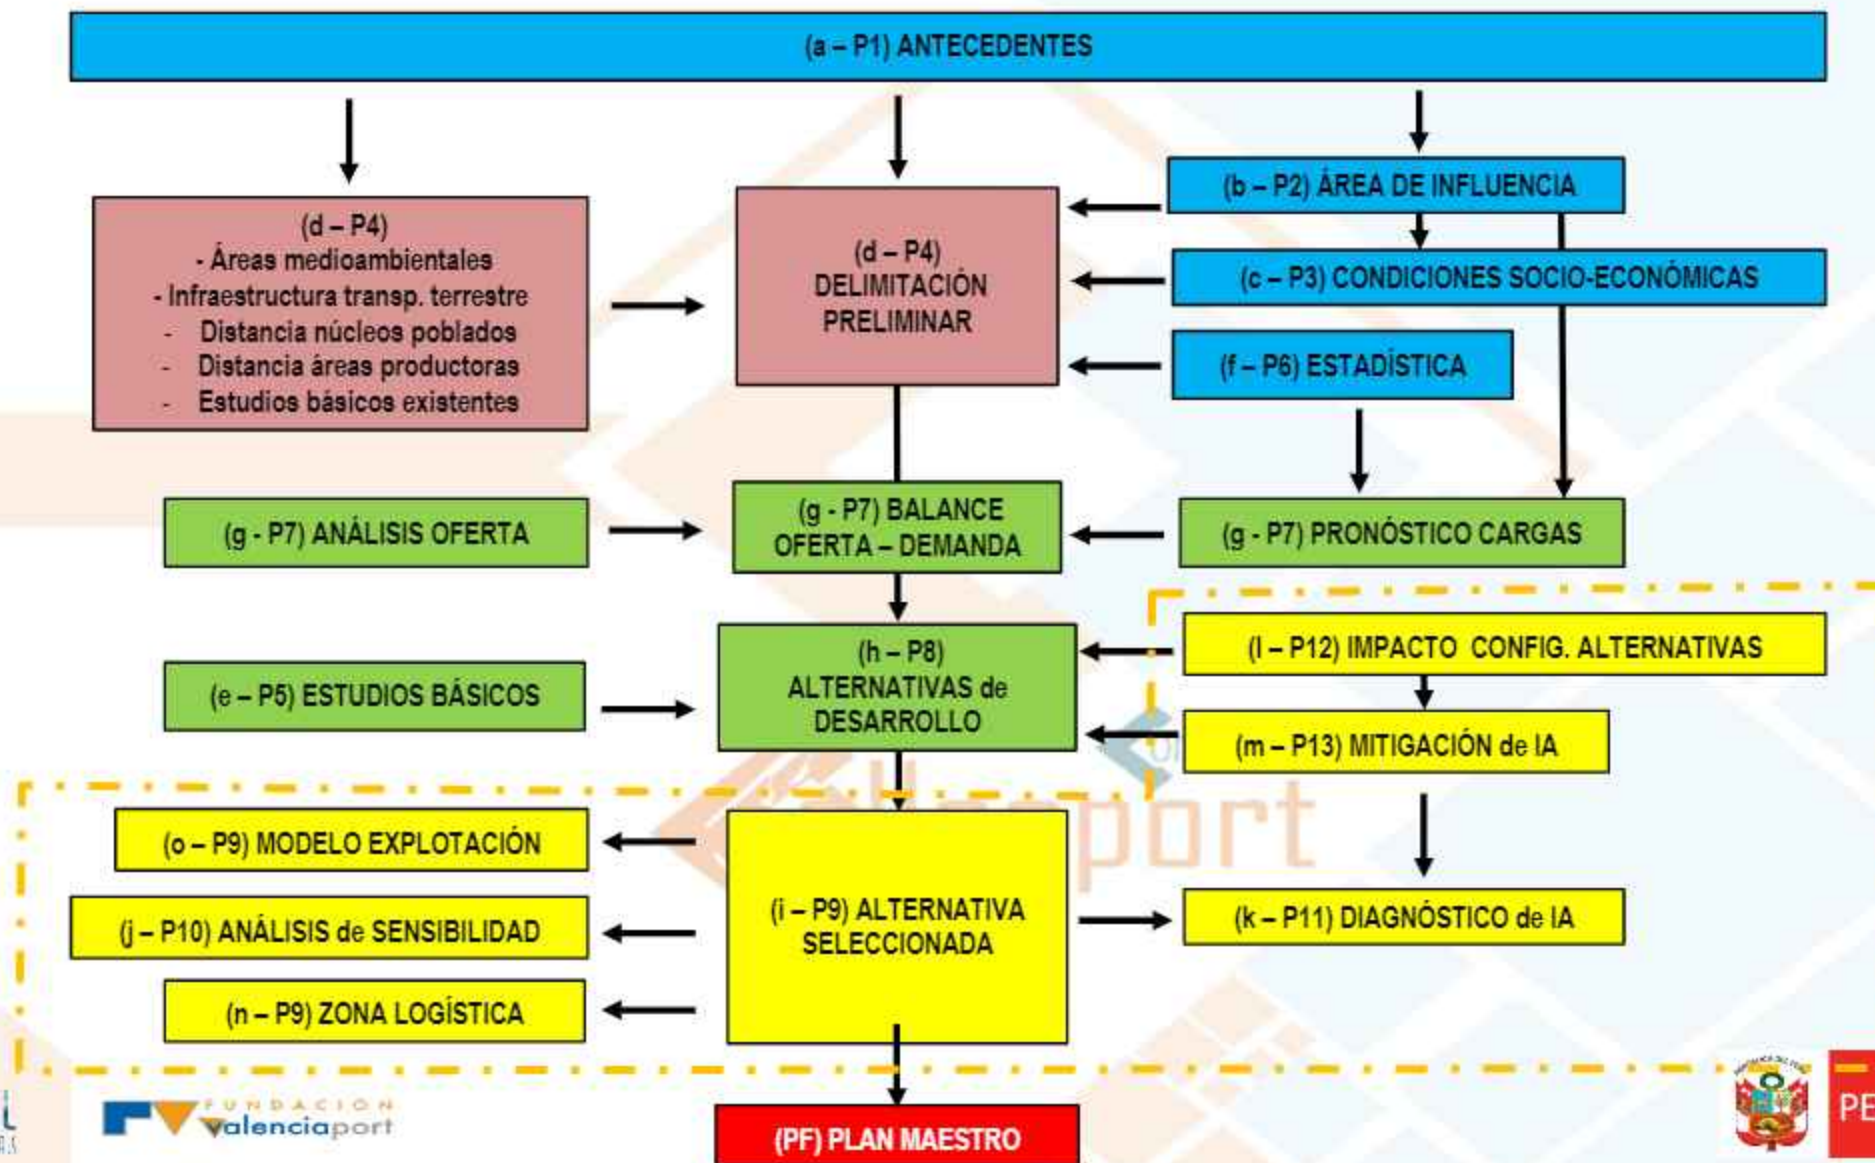 (a – P1) ANTECEDENTES
(b – P2) ÁREA DE INFLUENCIA
(d – P4)
- Áreas medioambientales
- Infraestructura transp. terrestre
- Distancia núcleos poblados
- Distancia áreas productoras
- Estudios básicos existentes
(d – P4)
DELIMITACIÓN
PRELIMINAR
(c – P3) CONDICIONES SOCIO-ECONÓMICAS
(f – P6) ESTADÍSTICA
(g - P7) ANÁLISIS OFERTA
(g - P7) BALANCE
OFERTA – DEMANDA
(g - P7) PRONÓSTICO CARGAS
(e – P5) ESTUDIOS BÁSICOS
(h – P8)
ALTERNATIVAS de
DESARROLLO
(l – P12) IMPACTO CONFIG. ALTERNATIVAS
(m – P13) MITIGACIÓN de IA
(o – P9) MODELO EXPLOTACIÓN
(j – P10) ANÁLISIS de SENSIBILIDAD
(n – P9) ZONA LOGÍSTICA
(i – P9) ALTERNATIVA
SELECCIONADA
(k – P11) DIAGNÓSTICO de IA
FUNDACIÓN
valenciaport
(PF) PLAN MAESTRO
PE